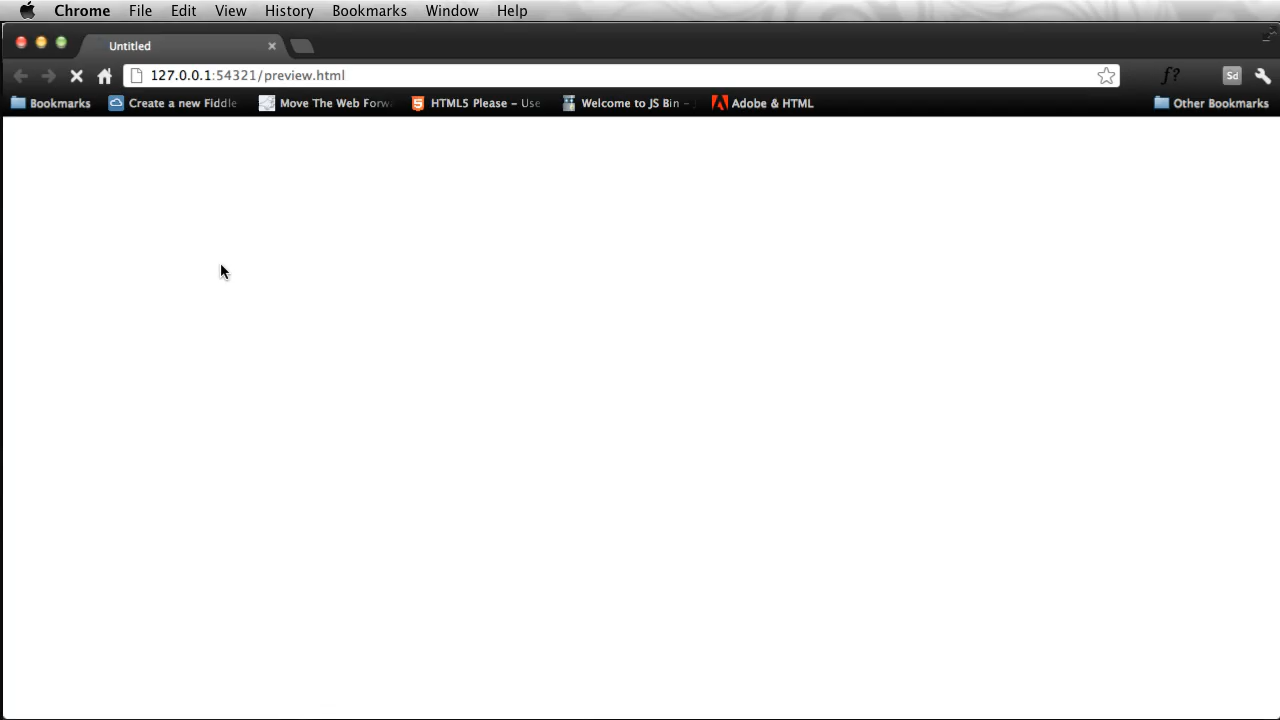 Chrome File Edit View History Bookmarks Window Help
Untitled
127.0.0.1:54321/preview.html
f? Sd
Bookmarks Create a new Fiddle Move The Web Forw HTML5 Please – Use Welcome to JS Bin – Adobe & HTML Other Bookmarks